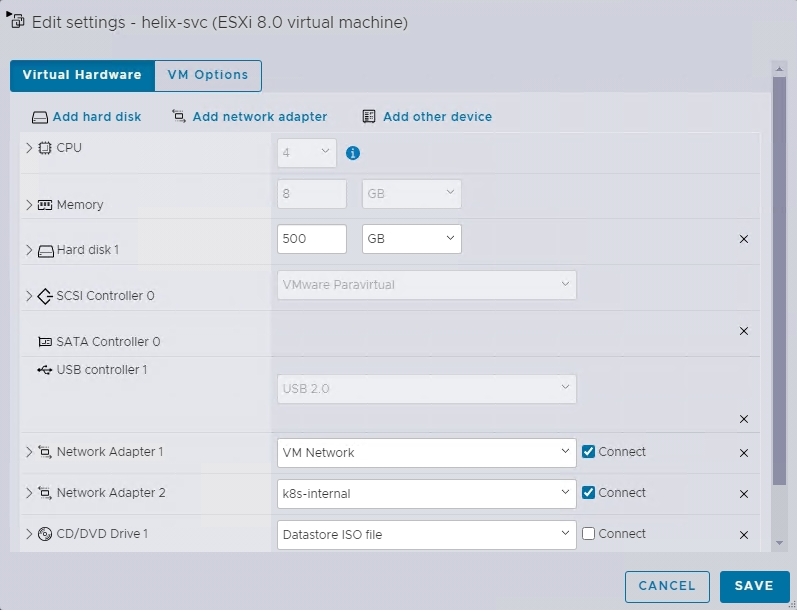 Edit settings - helix-svc (ESXi 8.0 virtual machine)
Virtual Hardware VM Options
Add hard disk Add network adapter Add other device
CPU 4
Memory 8 GB
Hard disk 1 500 GB
SCSI Controller 0 VMware Paravirtual
SATA Controller 0
USB controller 1
USB 2.0
Network Adapter 1 VM Network Connect
Network Adapter 2 k8s-internal Connect
CD/DVD Drive 1 Datastore ISO file Connect
CANCEL SAVE